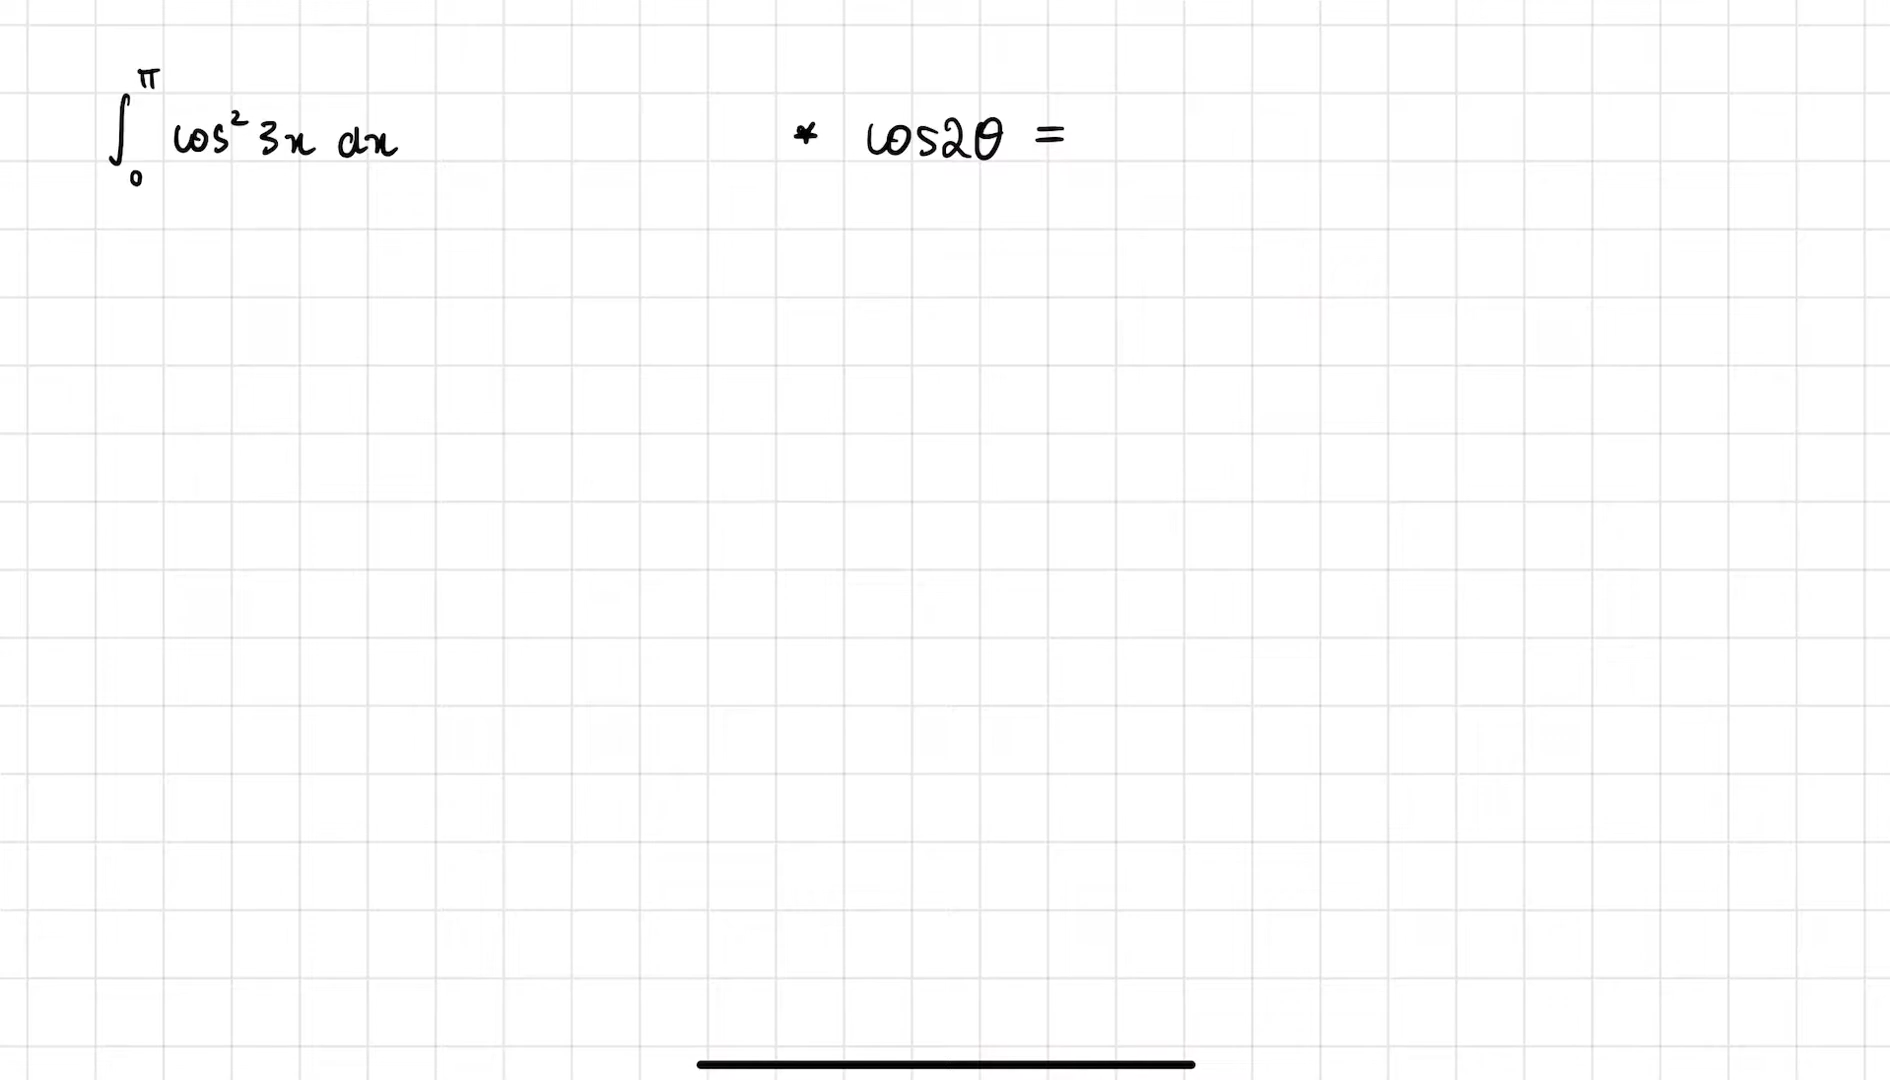 ∫₀^π cos² 3x dx * cos2θ =